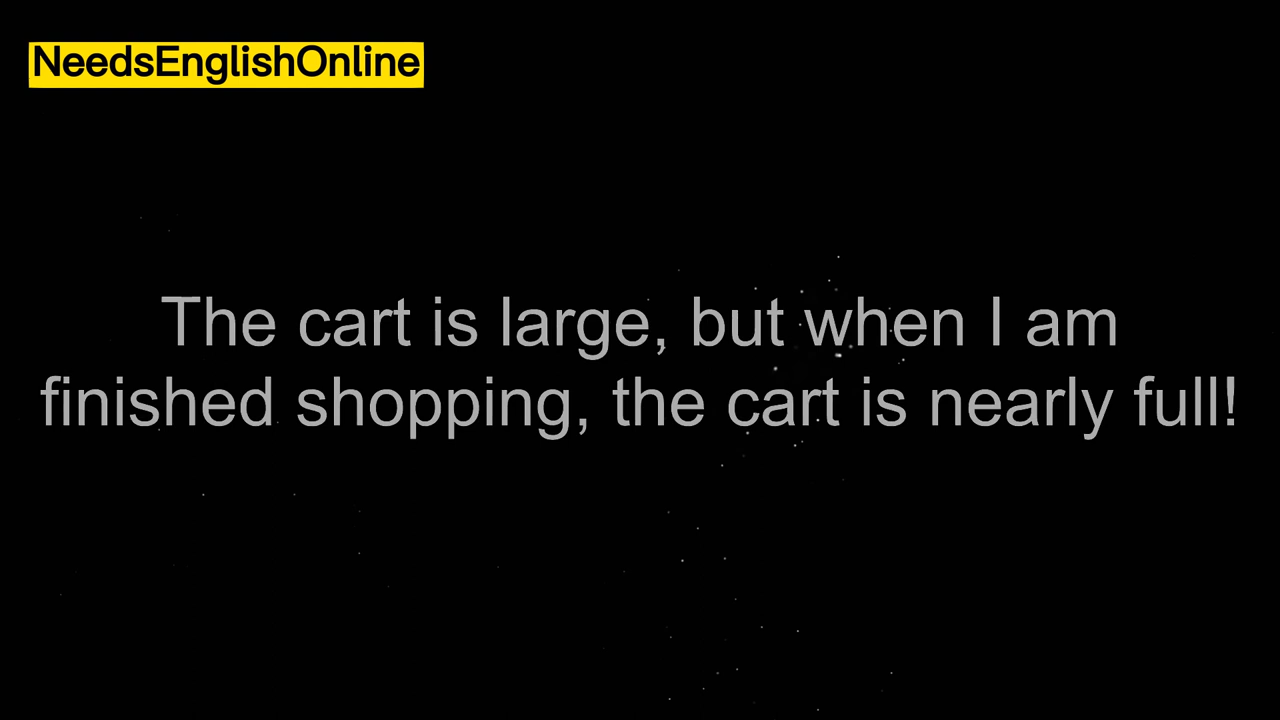 NeedsEnglishOnline
The cart is large, but when I am
finished shopping, the cart is nearly full!